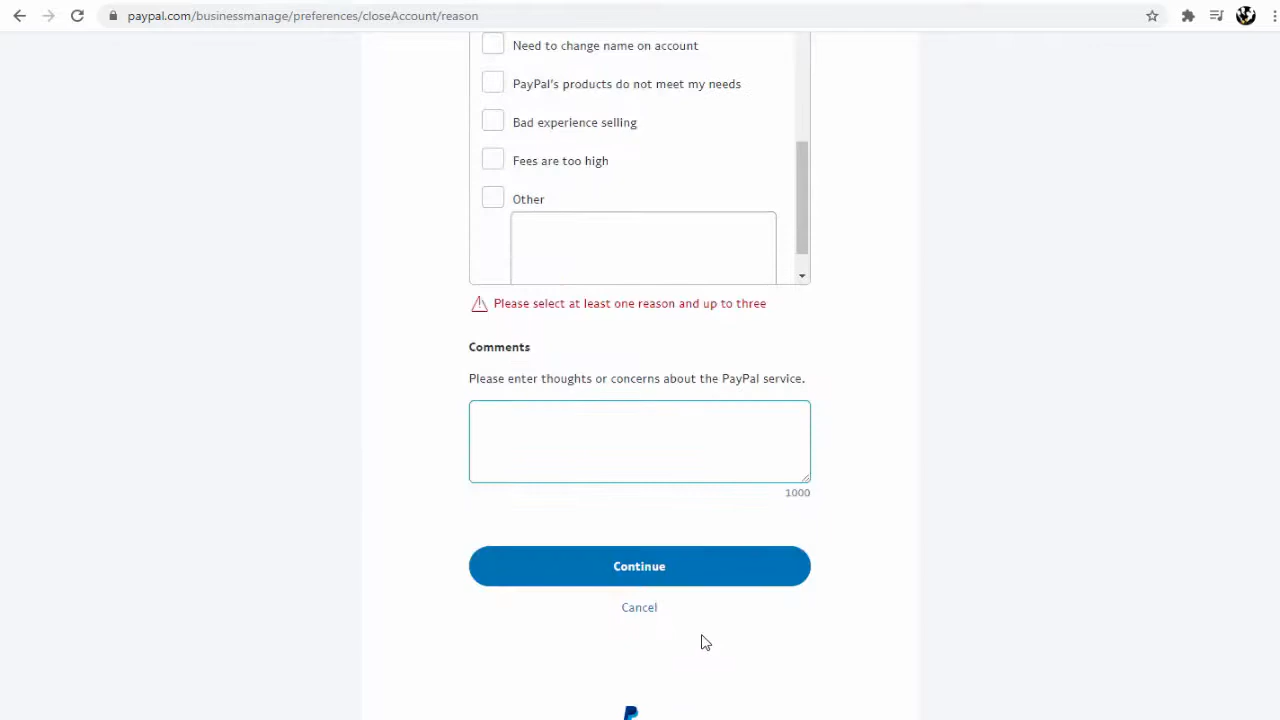 paypal.com/businessmanage/preferences/closeAccount/reason
Need to change name on account
PayPal's products do not meet my needs
Bad experience selling
Fees are too high
Other
Please select at least one reason and up to three
Comments
Please enter thoughts or concerns about the PayPal service.
1000
Continue
Cancel